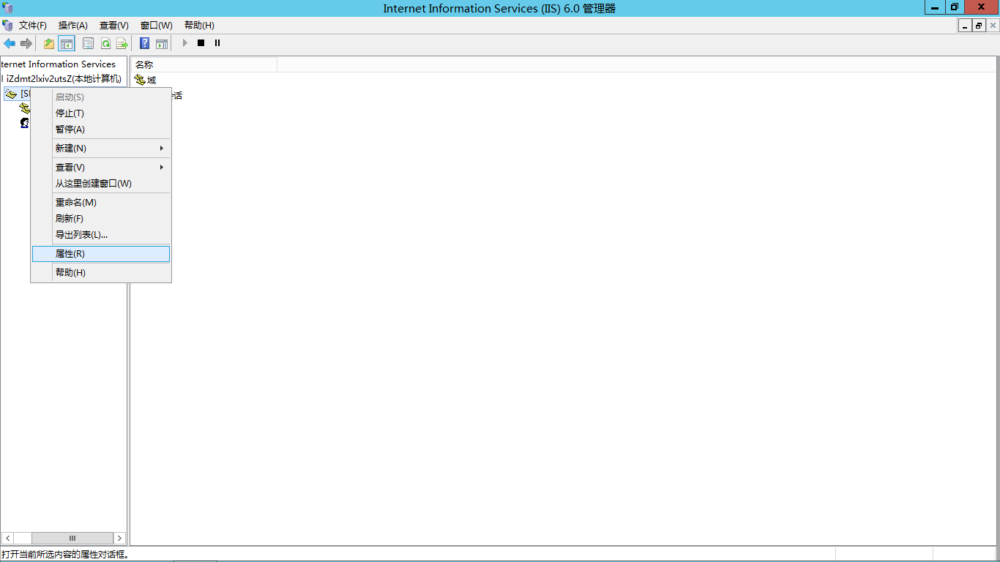 Internet Information Services (IIS) 6.0 管理器
文件(F) 操作(A) 查看(V) 窗口(W) 帮助(H)
ternet Information Services
iZdmt2lxiv2utsZ(本地计算机)
名称
域
话
启动(S)
停止(T)
暂停(A)
新建(N)
查看(V)
从这里创建窗口(W)
重命名(M)
刷新(F)
导出列表(L)...
属性(R)
帮助(H)
打开当前所选内容的属性对话框。